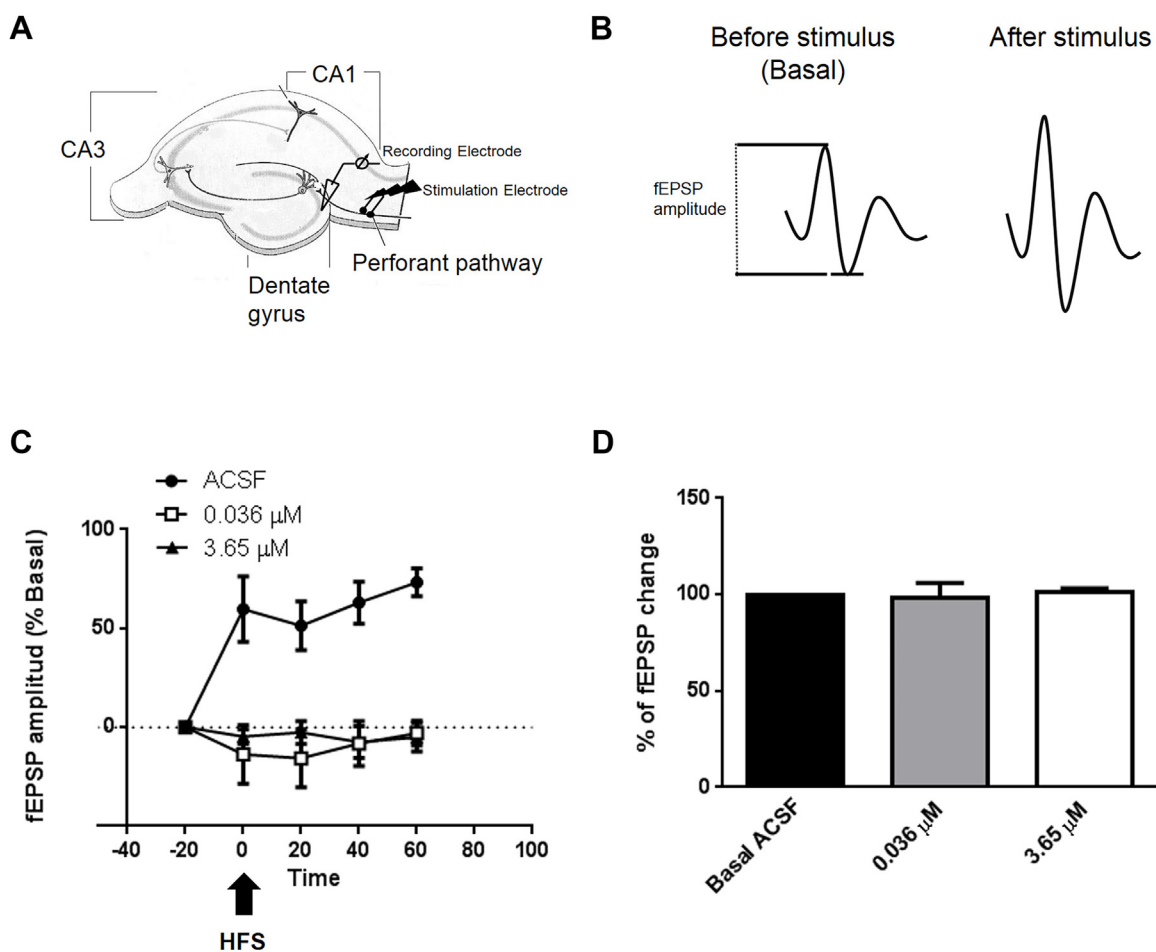 A
CA1
CA3
Recording Electrode
Stimulation Electrode
Perforant pathway
Dentate
gyrus
B
Before stimulus
(Basal)
After stimulus
fEPSP
amplitude
C
ACSF
0.036 µM
3.65 µM
fEPSP amplitud (% Basal)
100
50
0
-40 -20 0 20 40 60 80 100
Time
HFS
D
% of fEPSP change
150
100
50
0
Basal ACSF
0.036 µM
3.65 µM